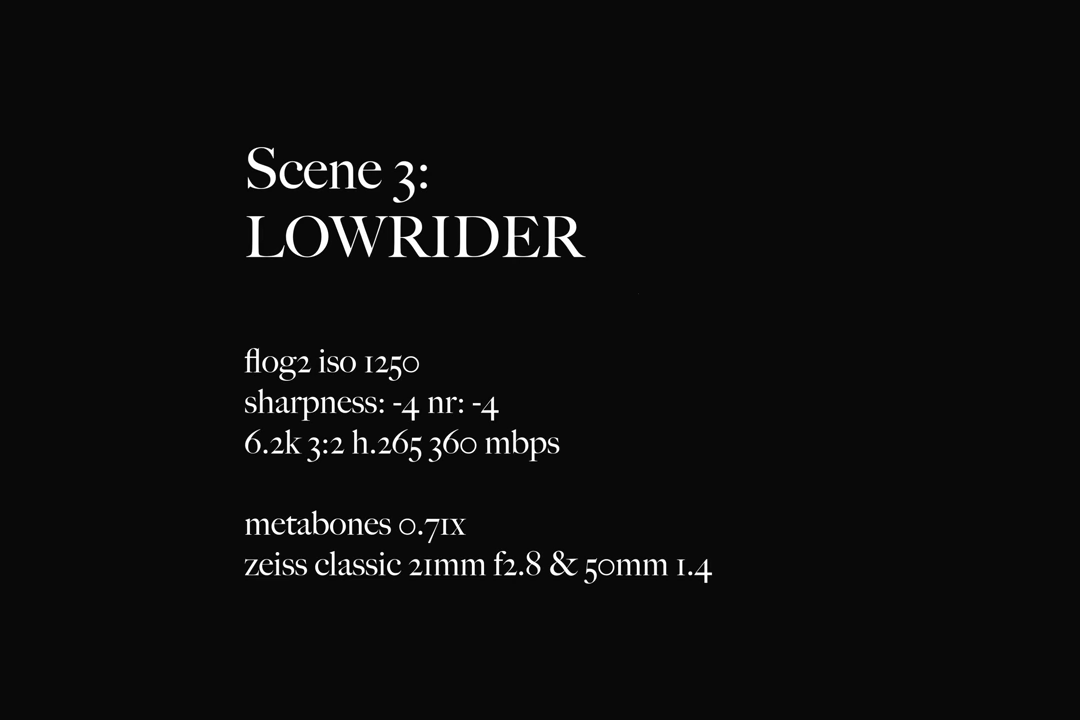 Scene 3:
LOWRIDER
flog2 iso 1250
sharpness: -4 nr: -4
6.2k 3:2 h.265 360 mbps
metabones 0.71x
zeiss classic 21mm f2.8 & 50mm 1.4